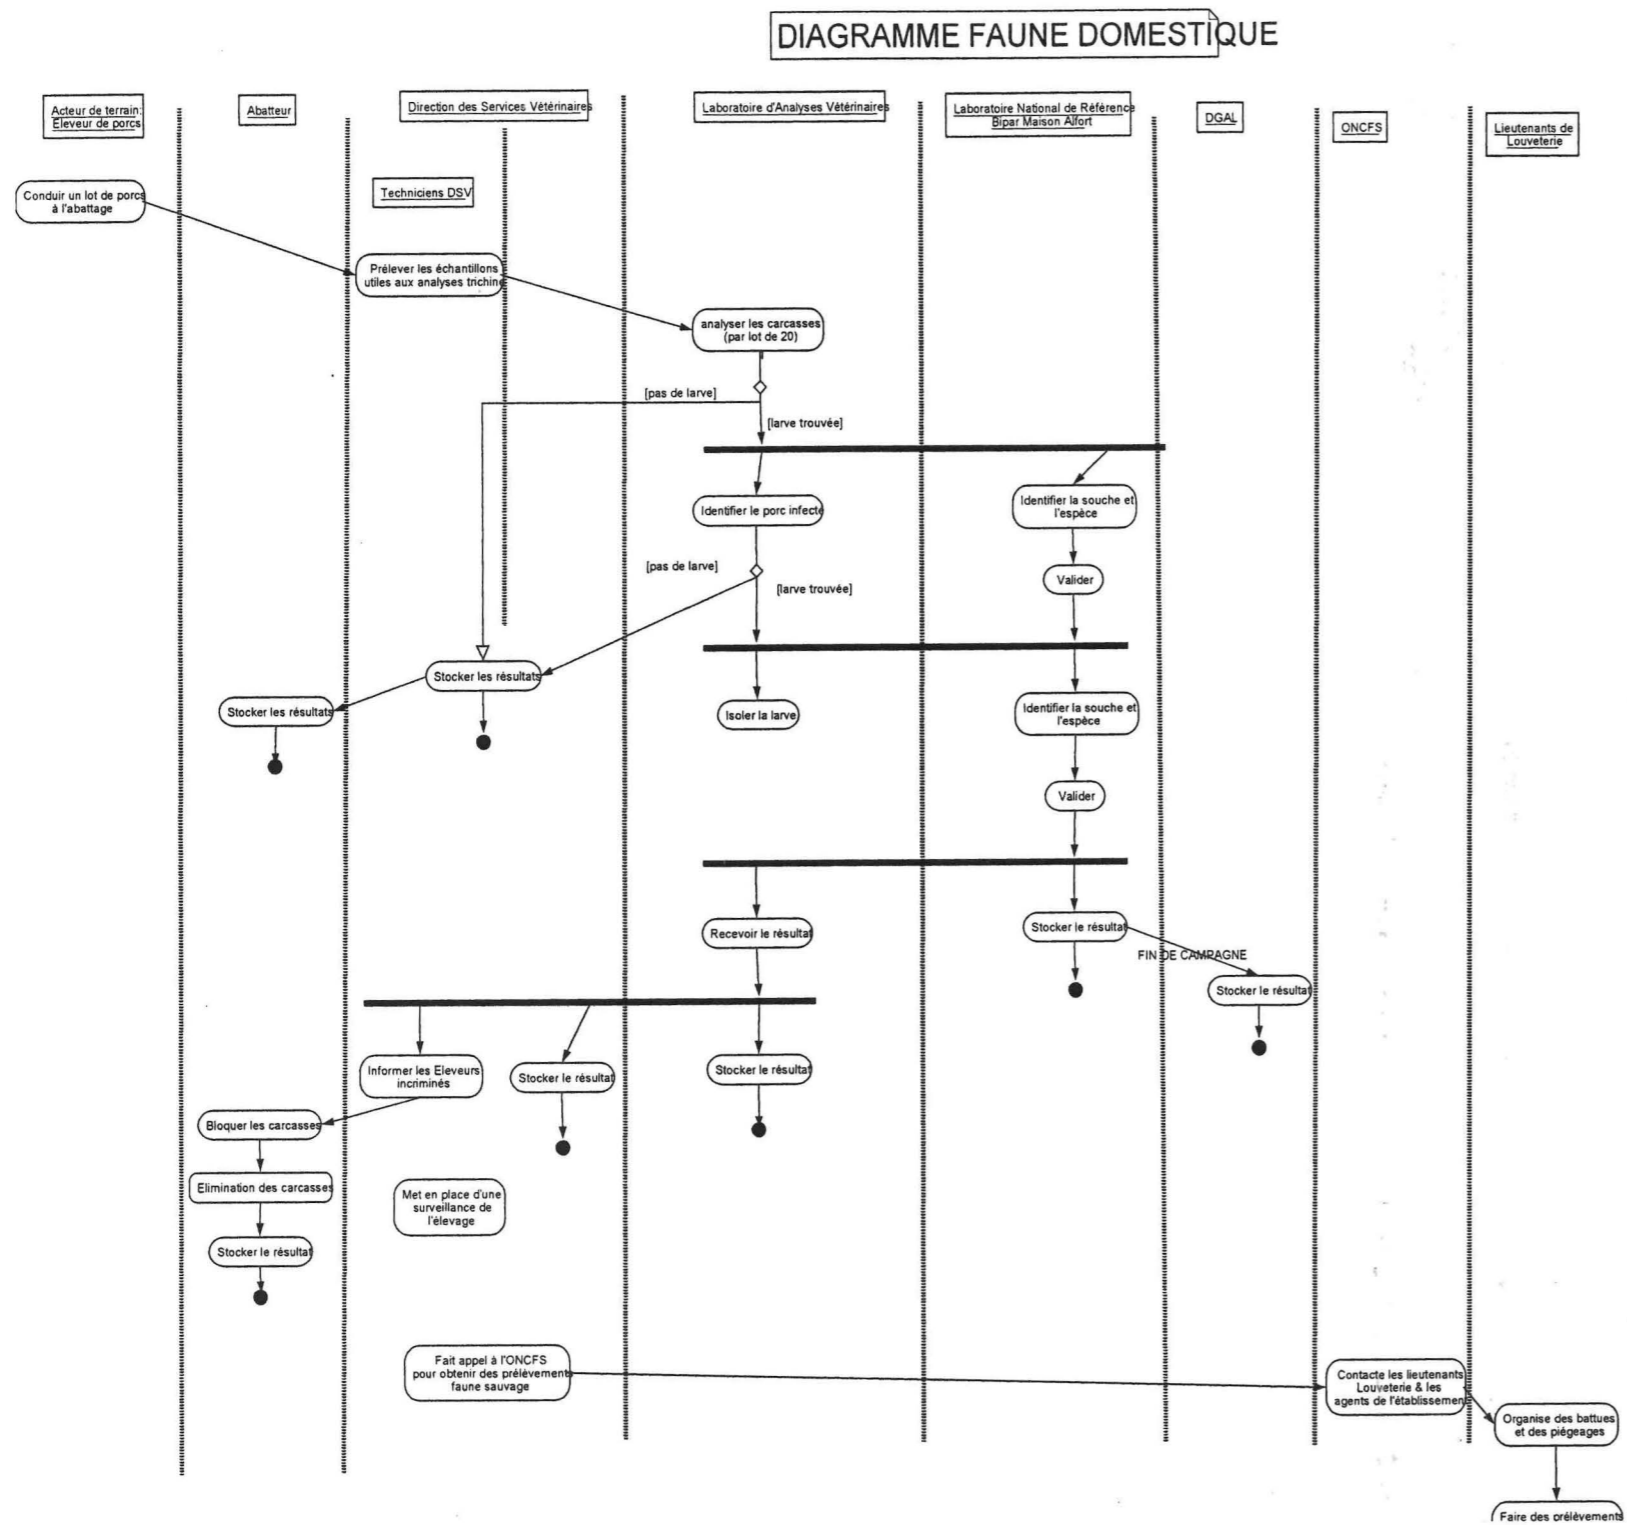 DIAGRAMME FAUNE DOMESTIQUE
Acteur de terrain:
Eleveur de porcs
Abatteur
Direction des Services Vétérinaires
Laboratoire d'Analyses Vétérinaires
Laboratoire National de Référence
Bipar Maison Alfort
DGAL
ONCFS
Lieutenants de
Louveterie
Techniciens DSV
Conduir un lot de porcs
à l'abattage
Prélever les échantillons
utiles aux analyses trichine
analyser les carcasses
(par lot de 20)
[pas de larve]
[larve trouvée]
Identifier le porc infecté
Identifier la souche et
l'espèce
[pas de larve]
[larve trouvée]
Valider
Stocker les résultats
Stocker les résultats
Isoler la larve
Identifier la souche et
l'espèce
Valider
Recevoir le résultat
Stocker le résultat
FIN DE CAMPAGNE
Stocker le résultat
Informer les Eleveurs
incriminés
Stocker le résultat
Stocker le résultat
Bloquer les carcasses
Elimination des carcasses
Met en place d'une
surveillance de
l'élevage
Stocker le résultat
Fait appel à l'ONCFS
pour obtenir des prélèvements
faune sauvage
Contacte les lieutenants
Louveterie & les
agents de l'établissement
Organise des battues
et des piégeages
Faire des prélèvements